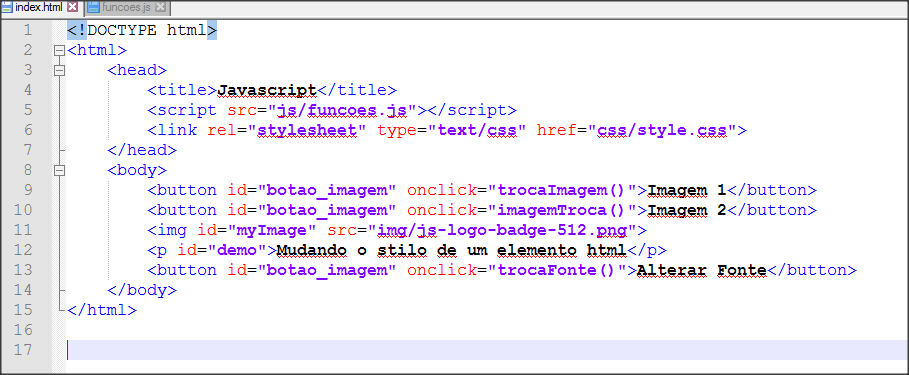 index.html funcoes.js
1 <!DOCTYPE html>
2 <html>
3 <head>
4 <title>Javascript</title>
5 <script src="js/funcoes.js"></script>
6 <link rel="stylesheet" type="text/css" href="css/style.css">
7 </head>
8 <body>
9 <button id="botao_imagem" onclick="trocaImagem()">Imagem 1</button>
10 <button id="botao_imagem" onclick="imagemTroca()">Imagem 2</button>
11 <img id="myImage" src="img/js-logo-badge-512.png">
12 <p id="demo">Mudando o stilo de um elemento html</p>
13 <button id="botao_imagem" onclick="trocaFonte()">Alterar Fonte</button>
14 </body>
15 </html>
16
17